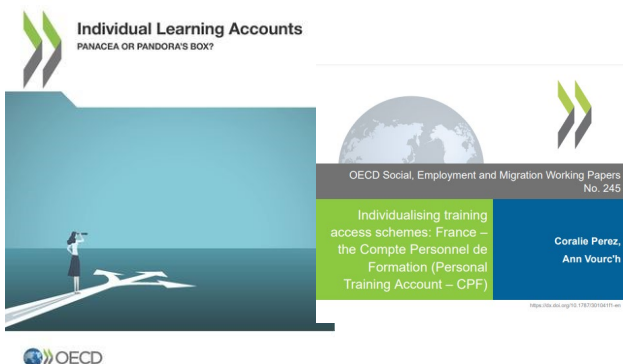 Individual Learning Accounts
PANACEA OR PANDORA'S BOX?
OECD
OECD Social, Employment and Migration Working Papers
No. 245
Individualising training
access schemes: France –
the Compte Personnel de
Formation (Personal
Training Account – CPF)
Coralie Perez,
Ann Vourc'h